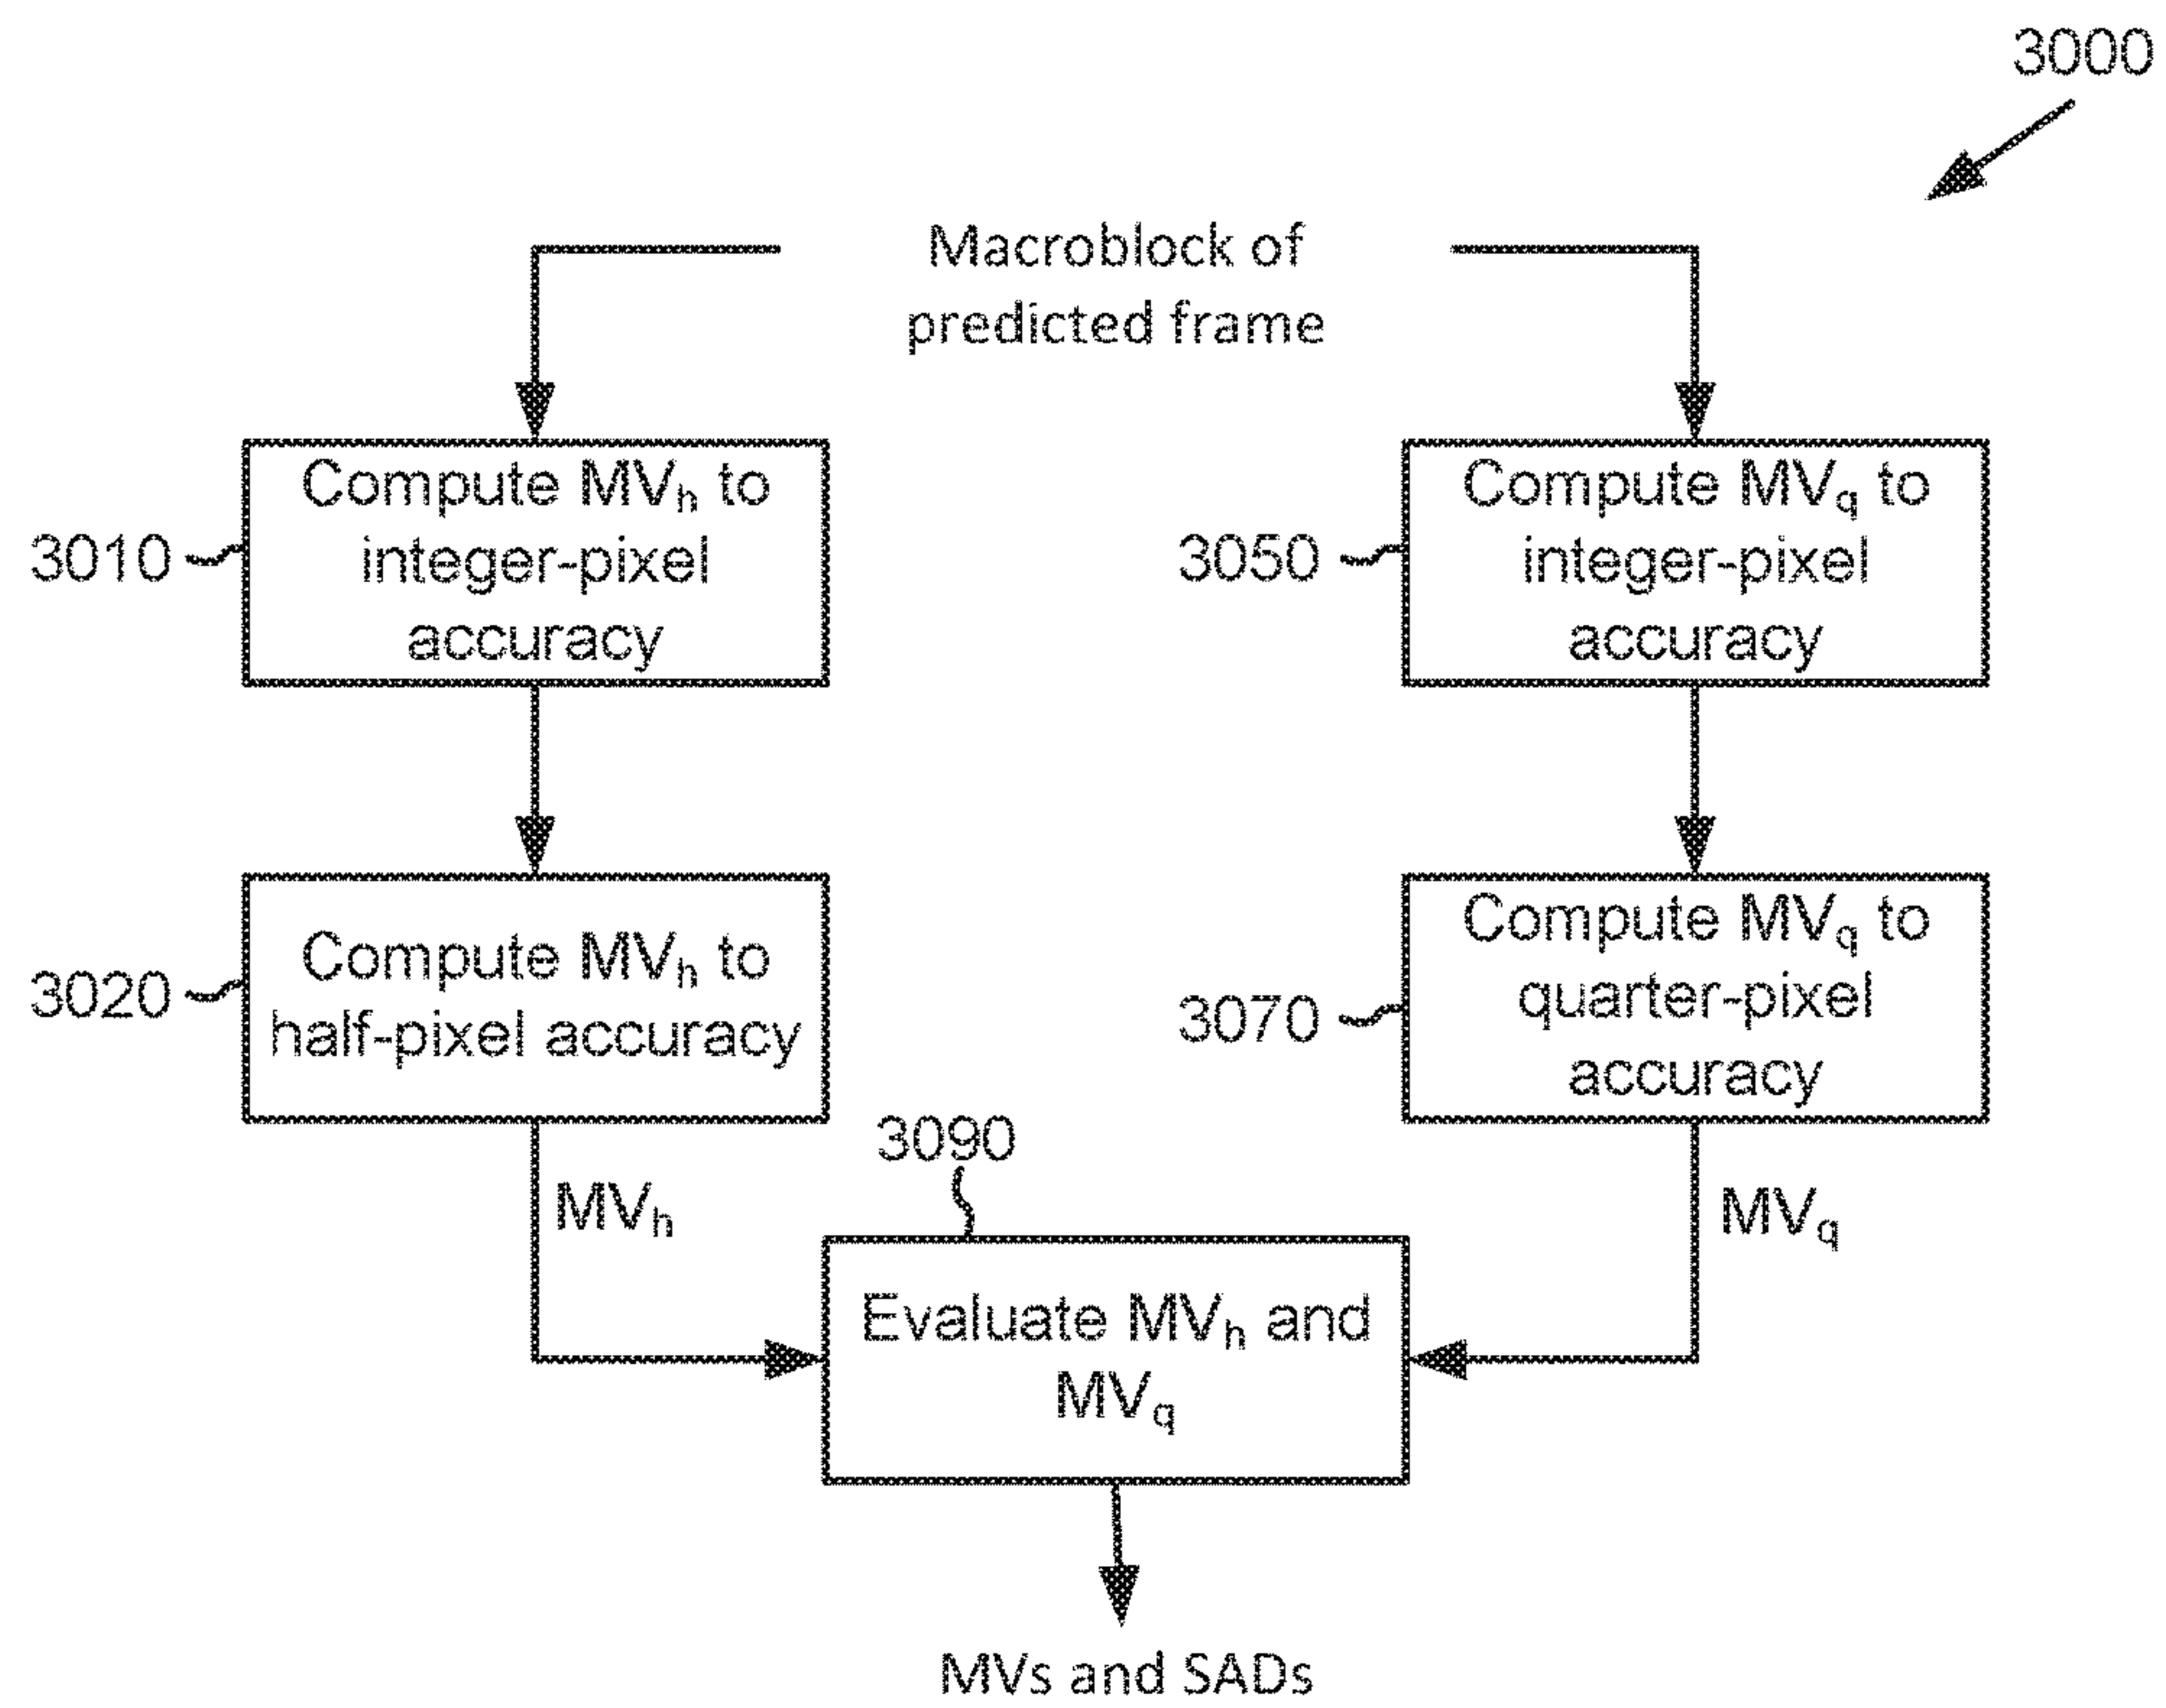 3000
Macroblock of
predicted frame
Compute MVh to
integer-pixel
accuracy
3010
Compute MVq to
integer-pixel
accuracy
3050
Compute MVh to
half-pixel accuracy
3020
Compute MVq to
quarter-pixel
accuracy
3070
3090
MVh
MVq
Evaluate MVh and
MVq
MVs and SADs